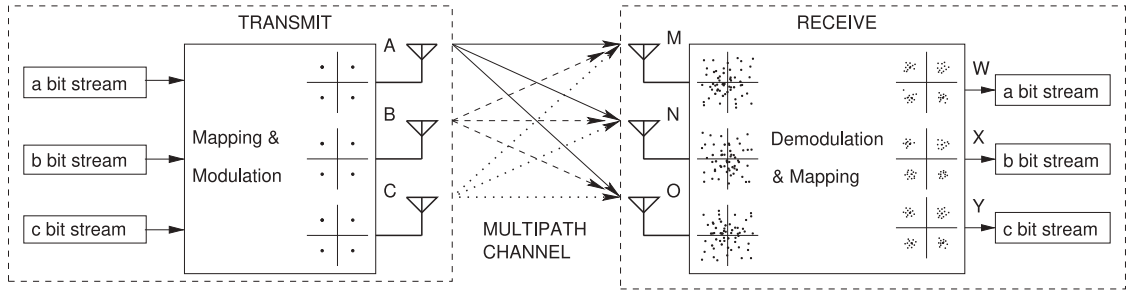 TRANSMIT
a bit stream
b bit stream
c bit stream
Mapping &
Modulation
A
B
C
MULTIPATH
CHANNEL
RECEIVE
M
N
O
Demodulation
& Mapping
W
a bit stream
X
b bit stream
Y
c bit stream